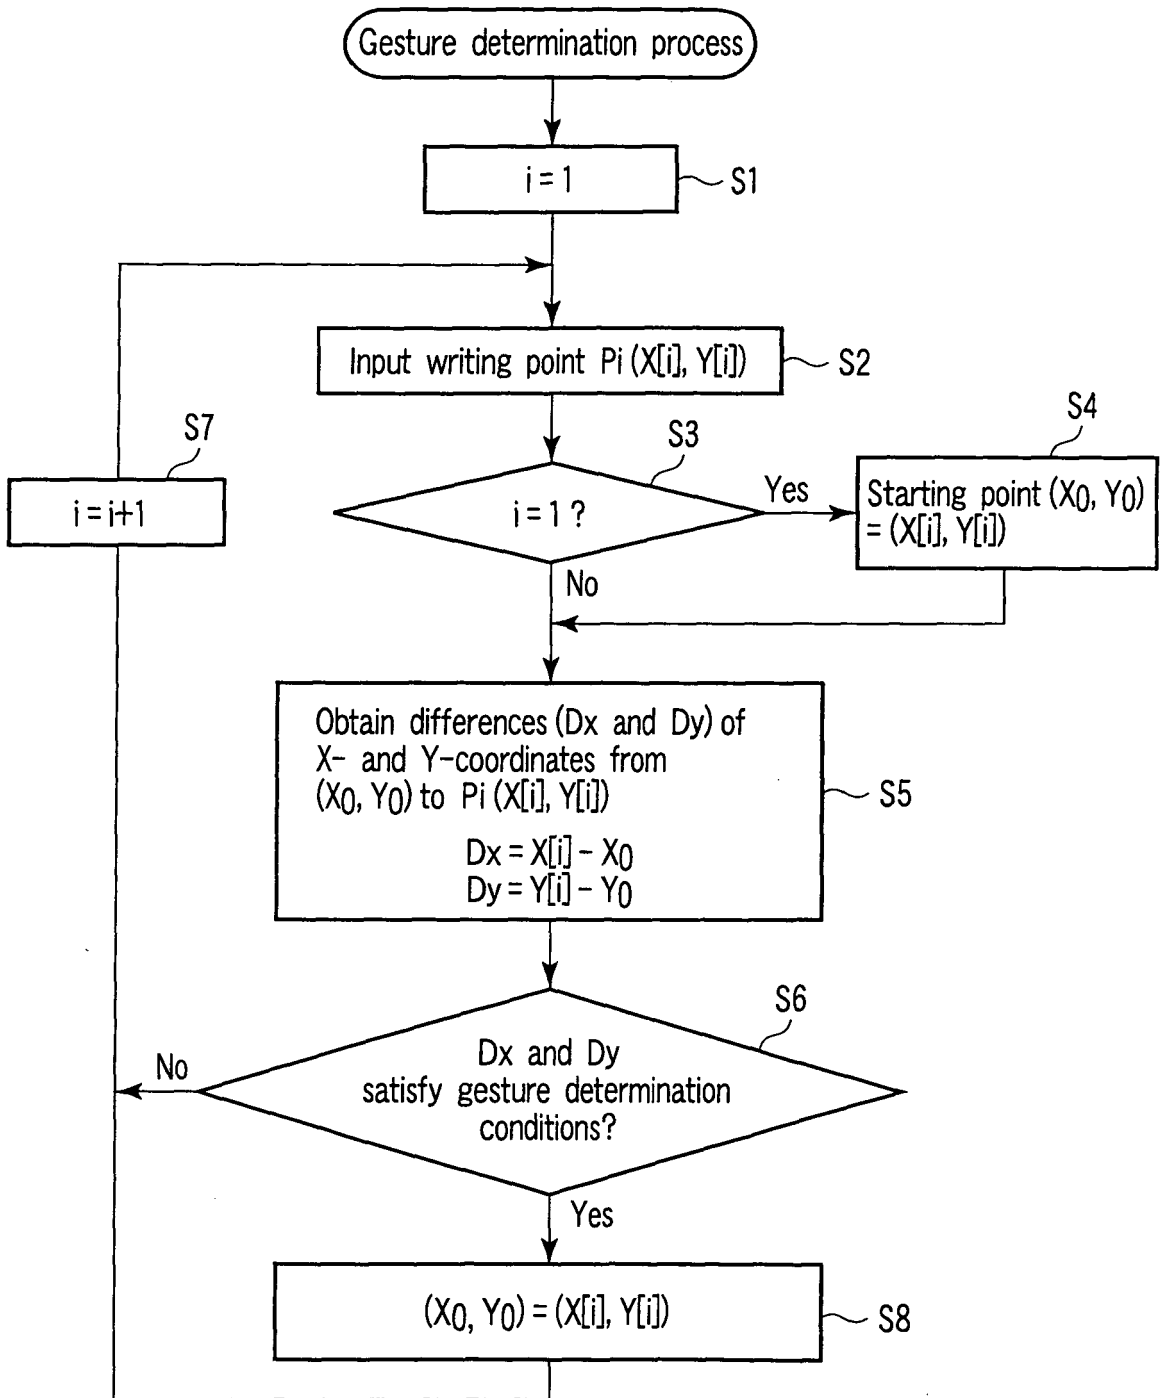 Gesture determination process
i = 1
S1
Input writing point Pi (X[i], Y[i])
S2
S7
i = i+1
S3
i = 1 ?
Yes
S4
Starting point (X0, Y0)
= (X[i], Y[i])
No
Obtain differences (Dx and Dy) of
X- and Y-coordinates from
(X0, Y0) to Pi (X[i], Y[i])
Dx = X[i] - X0
Dy = Y[i] - Y0
S5
S6
Dx and Dy
satisfy gesture determination
conditions?
No
Yes
(X0, Y0) = (X[i], Y[i])
S8